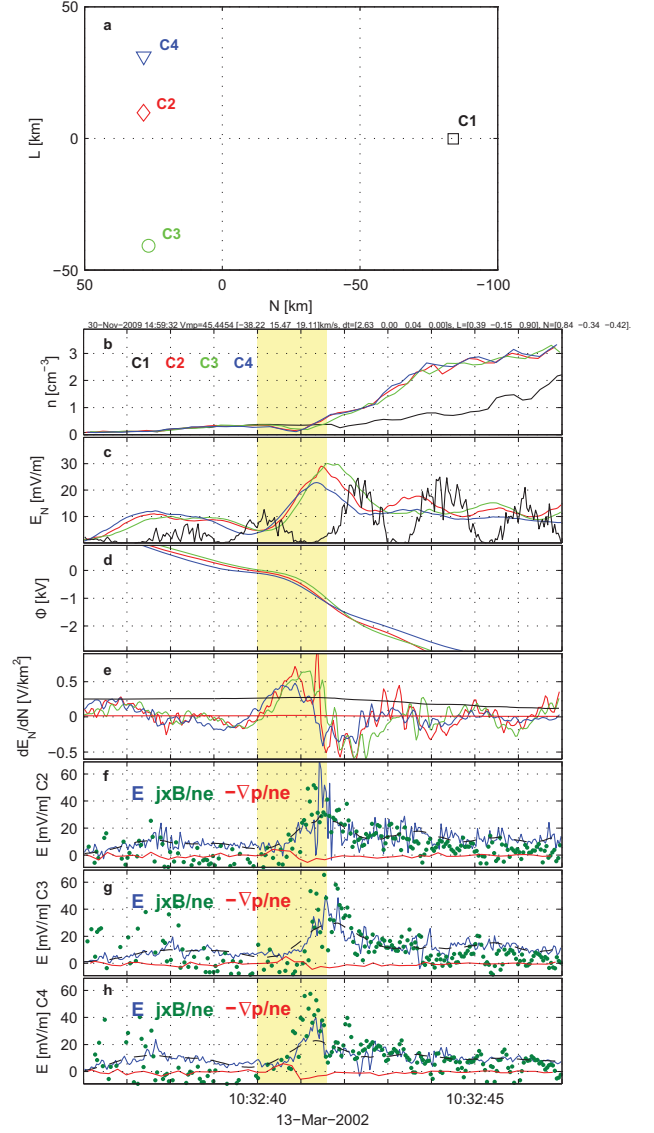 50
a
C4
C2
C1
L [km]
0
C3
−50
50
0
−50
−100
N [km]
30−Nov−2009 14:59:32 Vmp=45.4454 [−38.22 15.47 19.11]km/s, dt=[2.63 0.00 0.04 0.00]s, L=[0.39 −0.15 0.90], N=[0.84 −0.34 −0.42].
b
C1 C2 C3 C4
n [cm−3]
3
2
1
0
c
E_N [mV/m]
30
20
10
d
Φ [kV]
0
−1
−2
e
dE_N/dN [V/km2]
0.5
0
−0.5
f
E jxB/ne −∇p/ne
E [mV/m] C2
60
40
20
0
g
E jxB/ne −∇p/ne
E [mV/m] C3
60
40
20
0
h
E jxB/ne −∇p/ne
E [mV/m] C4
60
40
20
0
10:32:40
10:32:45
13−Mar−2002